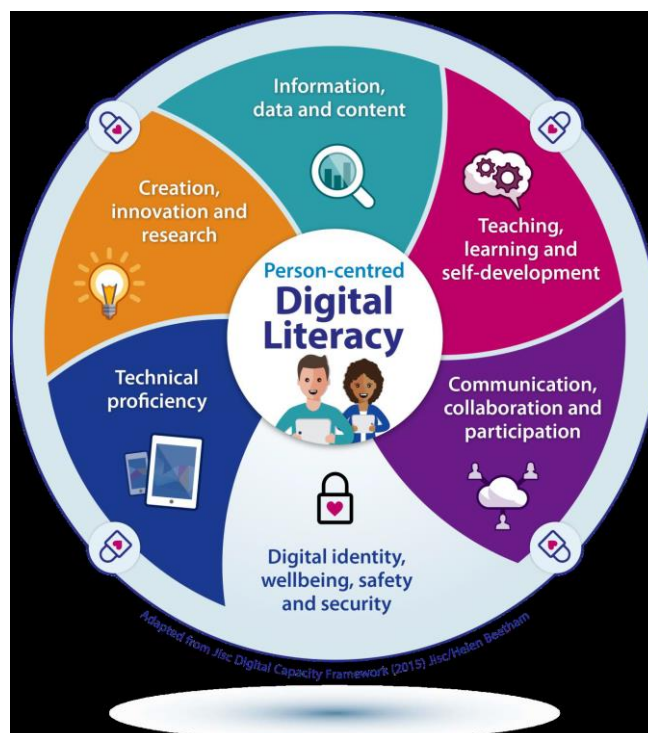 Information,
data and content
Creation,
innovation and
research
Teaching,
learning and
self-development
Person-centred
Digital
Literacy
Technical
proficiency
Communication,
collaboration and
participation
Digital identity,
wellbeing, safety
and security
Adapted from Jisc Digital Capacity Framework (2015) Jisc/Helen Beetham